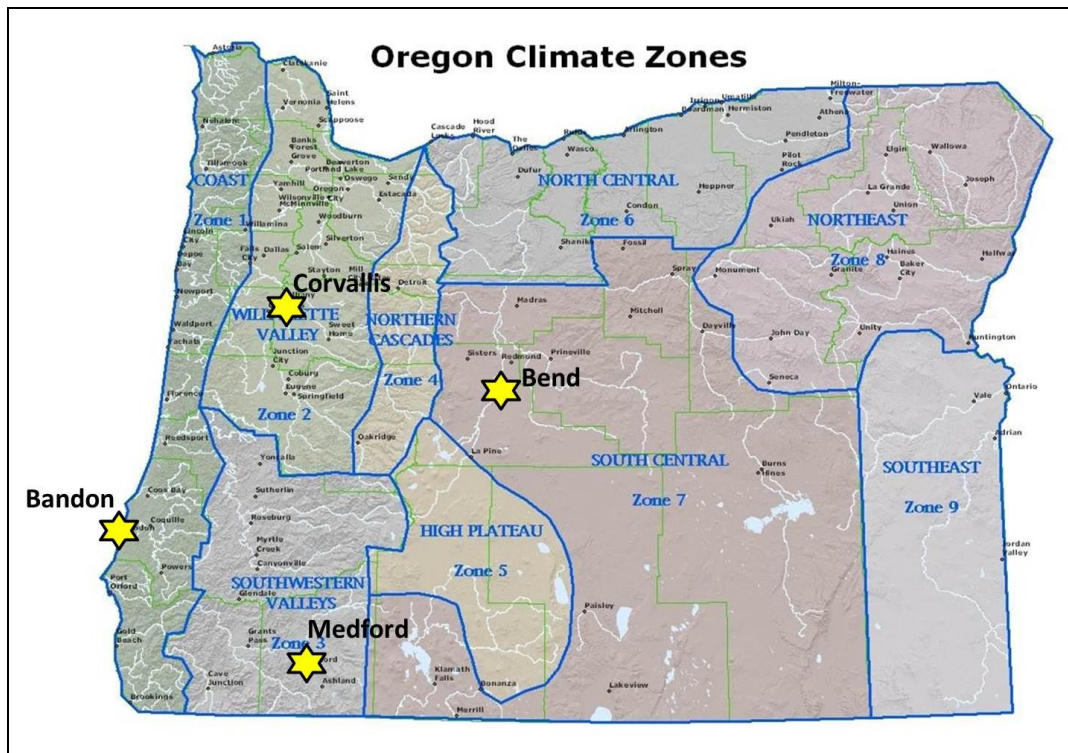 Oregon Climate Zones
Astoria
Clatskanie
Vernonia
Saint
Helens
Scappoose
Nehalem
Banks
Forest
Grove
Beaverton
Portland
Lake
Oswego
Sandy
Tillamook
COAST
Zone 1
Yamhill
Wilsonville
McMinnville
Oregon
City
Estacada
Willamina
Woodburn
Lincoln
City
Falls
City
Dallas
Salem
Silverton
Depoe
Bay
Stayton
Mill
City
Detroit
Corvallis
Albany
Newport
WILLAMETTE
VALLEY
Sweet
Home
Waldport
Yachats
Junction
City
Coburg
Eugene
Springfield
Zone 2
Florence
Reedsport
NORTHERN
CASCADES
Zone 4
Oakridge
Cascade
Locks
Hood
River
The
Dalles
Rufus
Wasco
Dufur
Arlington
Irrigon
Boardman
Umatilla
Hermiston
Milton-
Freewater
Athena
Pendleton
Pilot
Rock
NORTH CENTRAL
Zone 6
Heppner
Condon
Shaniko
Fossil
Elgin
Wallowa
Joseph
La Grande
Union
Ukiah
NORTHEAST
Zone 8
Haines
Baker
City
Halfway
Granite
Monument
Spray
Mitchell
Dayville
John Day
Unity
Huntington
Seneca
Madras
Sisters
Redmond
Prineville
Bend
La Pine
SOUTH CENTRAL
Zone 7
Burns
Hines
Ontario
Vale
Adrian
SOUTHEAST
Zone 9
Jordan
Valley
Yoncalla
Sutherlin
Roseburg
Myrtle
Creek
Canyonville
Glendale
SOUTHWESTERN
VALLEYS
Zone 3
Medford
Grants
Pass
Cave
Junction
Ashland
Bandon
Coos Bay
Coquille
Powers
Port
Orford
Gold
Beach
Brookings
HIGH PLATEAU
Zone 5
Paisley
Klamath
Falls
Bonanza
Merrill
Lakeview